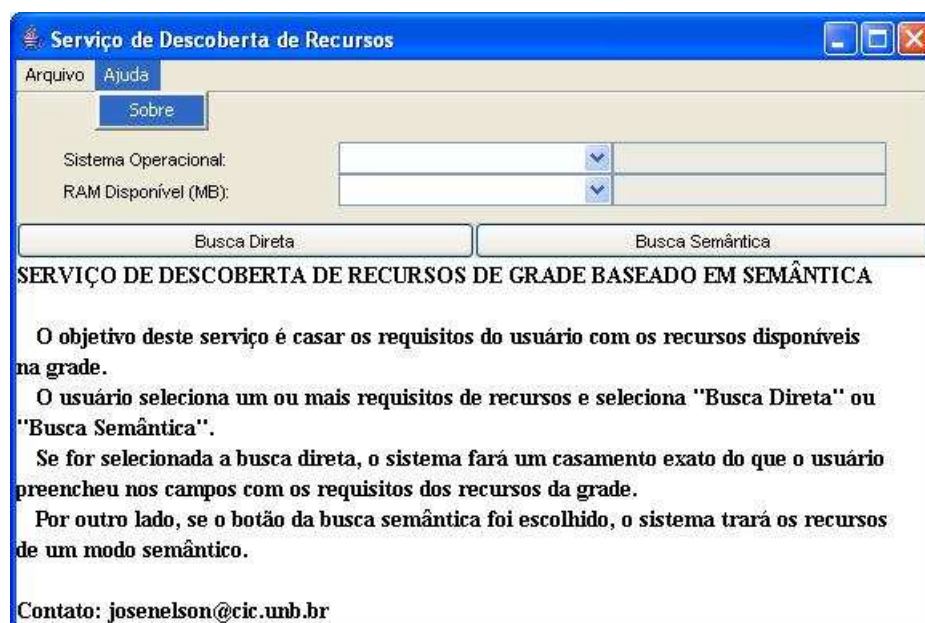 Serviço de Descoberta de Recursos
Arquivo Ajuda
Sobre
Sistema Operacional:
RAM Disponível (MB):
Busca Direta Busca Semântica
SERVIÇO DE DESCOBERTA DE RECURSOS DE GRADE BASEADO EM SEMÂNTICA
O objetivo deste serviço é casar os requisitos do usuário com os recursos disponíveis
na grade.
O usuário seleciona um ou mais requisitos de recursos e seleciona "Busca Direta" ou
"Busca Semântica".
Se for selecionada a busca direta, o sistema fará um casamento exato do que o usuário
preencheu nos campos com os requisitos dos recursos da grade.
Por outro lado, se o botão da busca semântica foi escolhido, o sistema trará os recursos
de um modo semântico.
Contato: josenelson@cic.unb.br